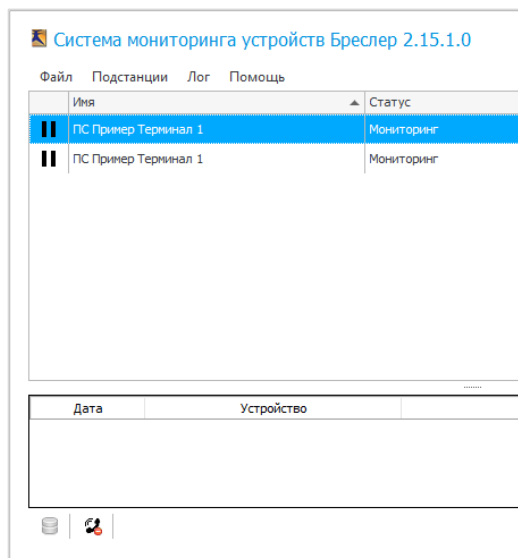 Система мониторинга устройств Бреслер 2.15.1.0
Файл Подстанции Лог Помощь
Имя Статус
ПС Пример Терминал 1 Мониторинг
ПС Пример Терминал 1 Мониторинг
Дата Устройство